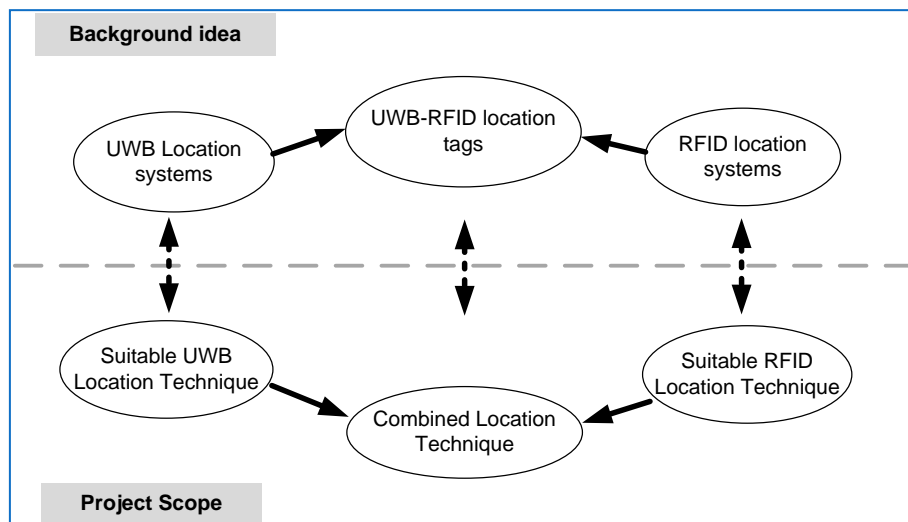 Background idea
UWB Location
systems
UWB-RFID location
tags
RFID location
systems
Suitable UWB
Location Technique
Combined Location
Technique
Suitable RFID
Location Technique
Project Scope